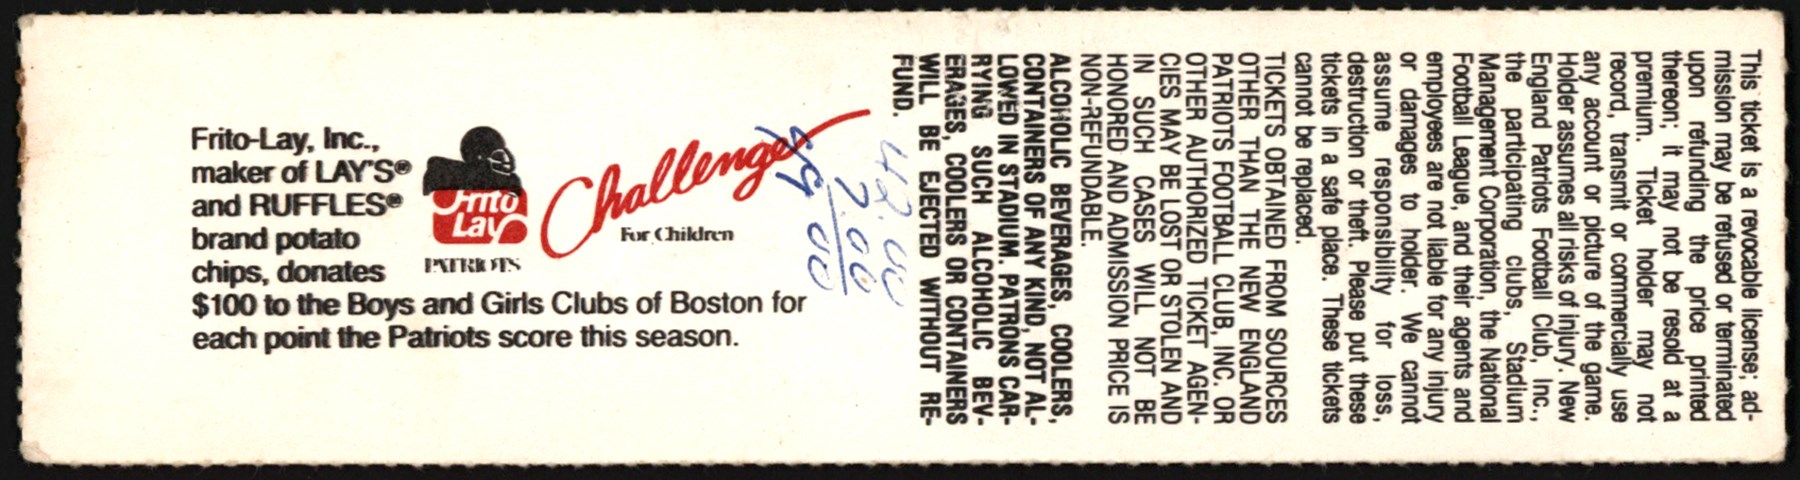 Frito-Lay, Inc.,
maker of LAY'S®
and RUFFLES®
brand potato
chips, donates
$100 to the Boys and Girls Clubs of Boston for
each point the Patriots score this season.
Frito
Lay
PATRIOTS
Challenge
For Children
42.00
This ticket is a revocable license; ad-
mission may be refused or terminated
upon refunding the price printed
thereon; it may not be resold at a
premium. Ticket holder may not
record, transmit or commercially use
any account or picture of the game.
Holder assumes all risks of injury. New
England Patriots Football Club, Inc.,
the participating clubs, Stadium
Management Corporation, the National
Football League, and their agents and
employees are not liable for any injury
or damages to holder. We cannot
assume responsibility for loss,
destruction or theft. Please put these
tickets in a safe place. These tickets
cannot be replaced.
TICKETS OBTAINED FROM SOURCES
OTHER THAN THE NEW ENGLAND
PATRIOTS FOOTBALL CLUB, INC. OR
OTHER AUTHORIZED TICKET AGEN-
CIES MAY BE LOST OR STOLEN AND
IN SUCH CASES WILL NOT BE
HONORED AND ADMISSION PRICE IS
NON-REFUNDABLE.
ALCOHOLIC BEVERAGES, COOLERS,
CONTAINERS OF ANY KIND, NOT AL-
LOWED IN STADIUM. PATRONS CAR-
RYING SUCH ALCOHOLIC BEV-
ERAGES, COOLERS OR CONTAINERS
WILL BE EJECTED WITHOUT RE-
FUND.